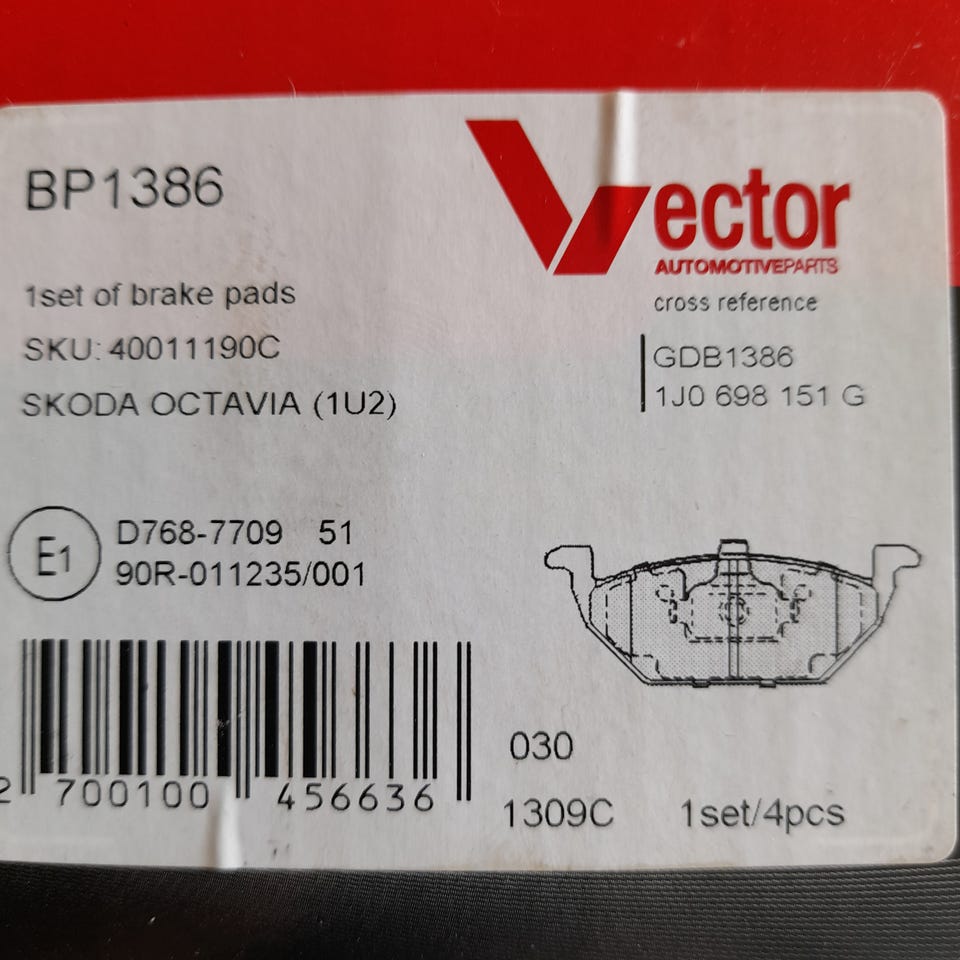 BP1386
Vector
AUTOMOTIVEPARTS
1set of brake pads
cross reference
SKU: 40011190C
GDB1386
SKODA OCTAVIA (1U2)
1J0 698 151 G
E1
D768-7709 51
90R-011235/001
2 700100 456636
030
1309C 1set/4pcs